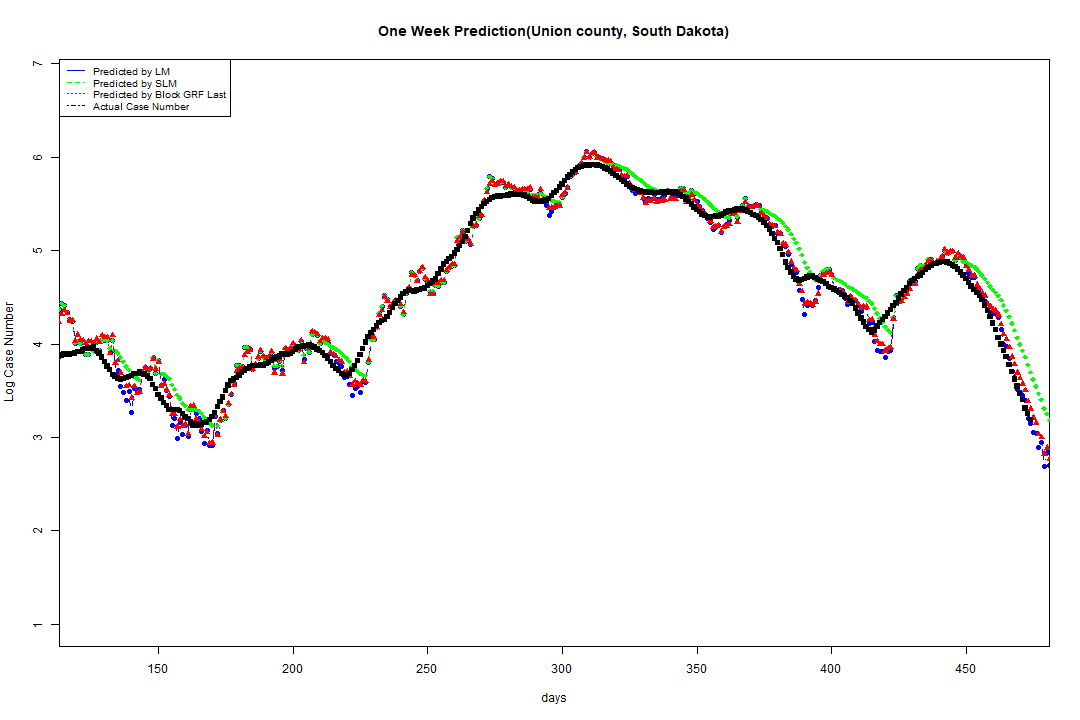 One Week Prediction(Union county, South Dakota)
Predicted by LM
Predicted by SLM
Predicted by Block GRF Last
Actual Case Number
7
6
5
4
3
2
1
Log Case Number
150 200 250 300 350 400 450
days